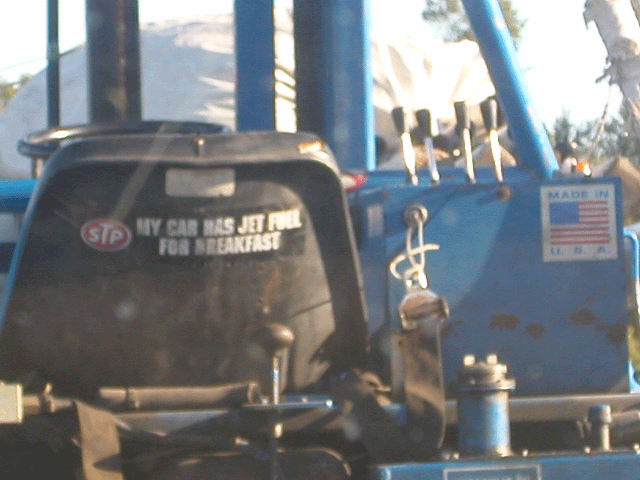 STP
MY CAR HAS JET FUEL
FOR BREAKFAST
MADE IN
U.S.A.